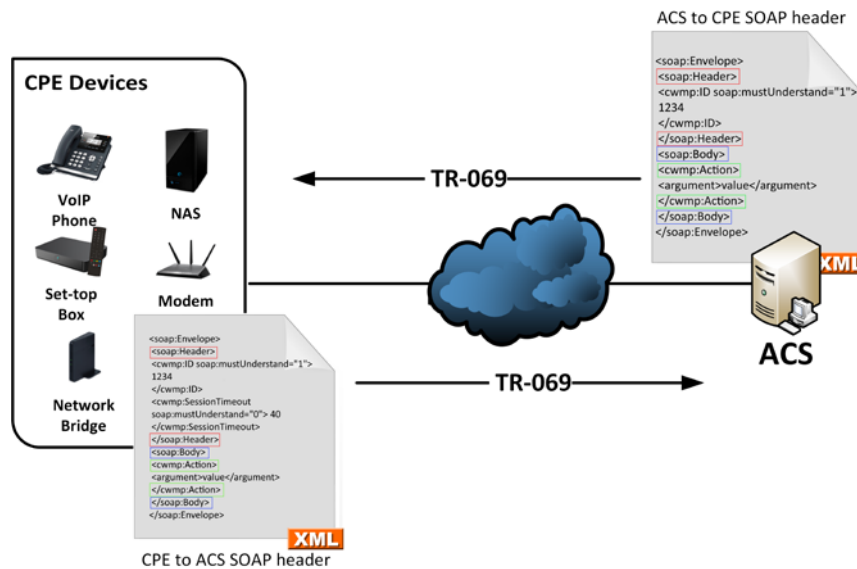 ACS to CPE SOAP header
<soap:Envelope>
<soap:Header>
<cwmp:ID soap:mustUnderstand="1">
1234
</cwmp:ID>
</soap:Header>
<soap:Body>
<cwmp:Action>
<argument>value</argument>
</cwmp:Action>
</soap:Body>
</soap:Envelope>
XML
ACS
CPE Devices
VoIP
Phone
NAS
Set-top
Box
Modem
Network
Bridge
TR-069
TR-069
<soap:Envelope>
<soap:Header>
<cwmp:ID soap:mustUnderstand="1">
1234
</cwmp:ID>
<cwmp:SessionTimeout
soap:mustUnderstand="0"> 40
</cwmp:SessionTimeout>
</soap:Header>
<soap:Body>
<cwmp:Action>
<argument>value</argument>
</cwmp:Action>
</soap:Body>
</soap:Envelope>
XML
CPE to ACS SOAP header